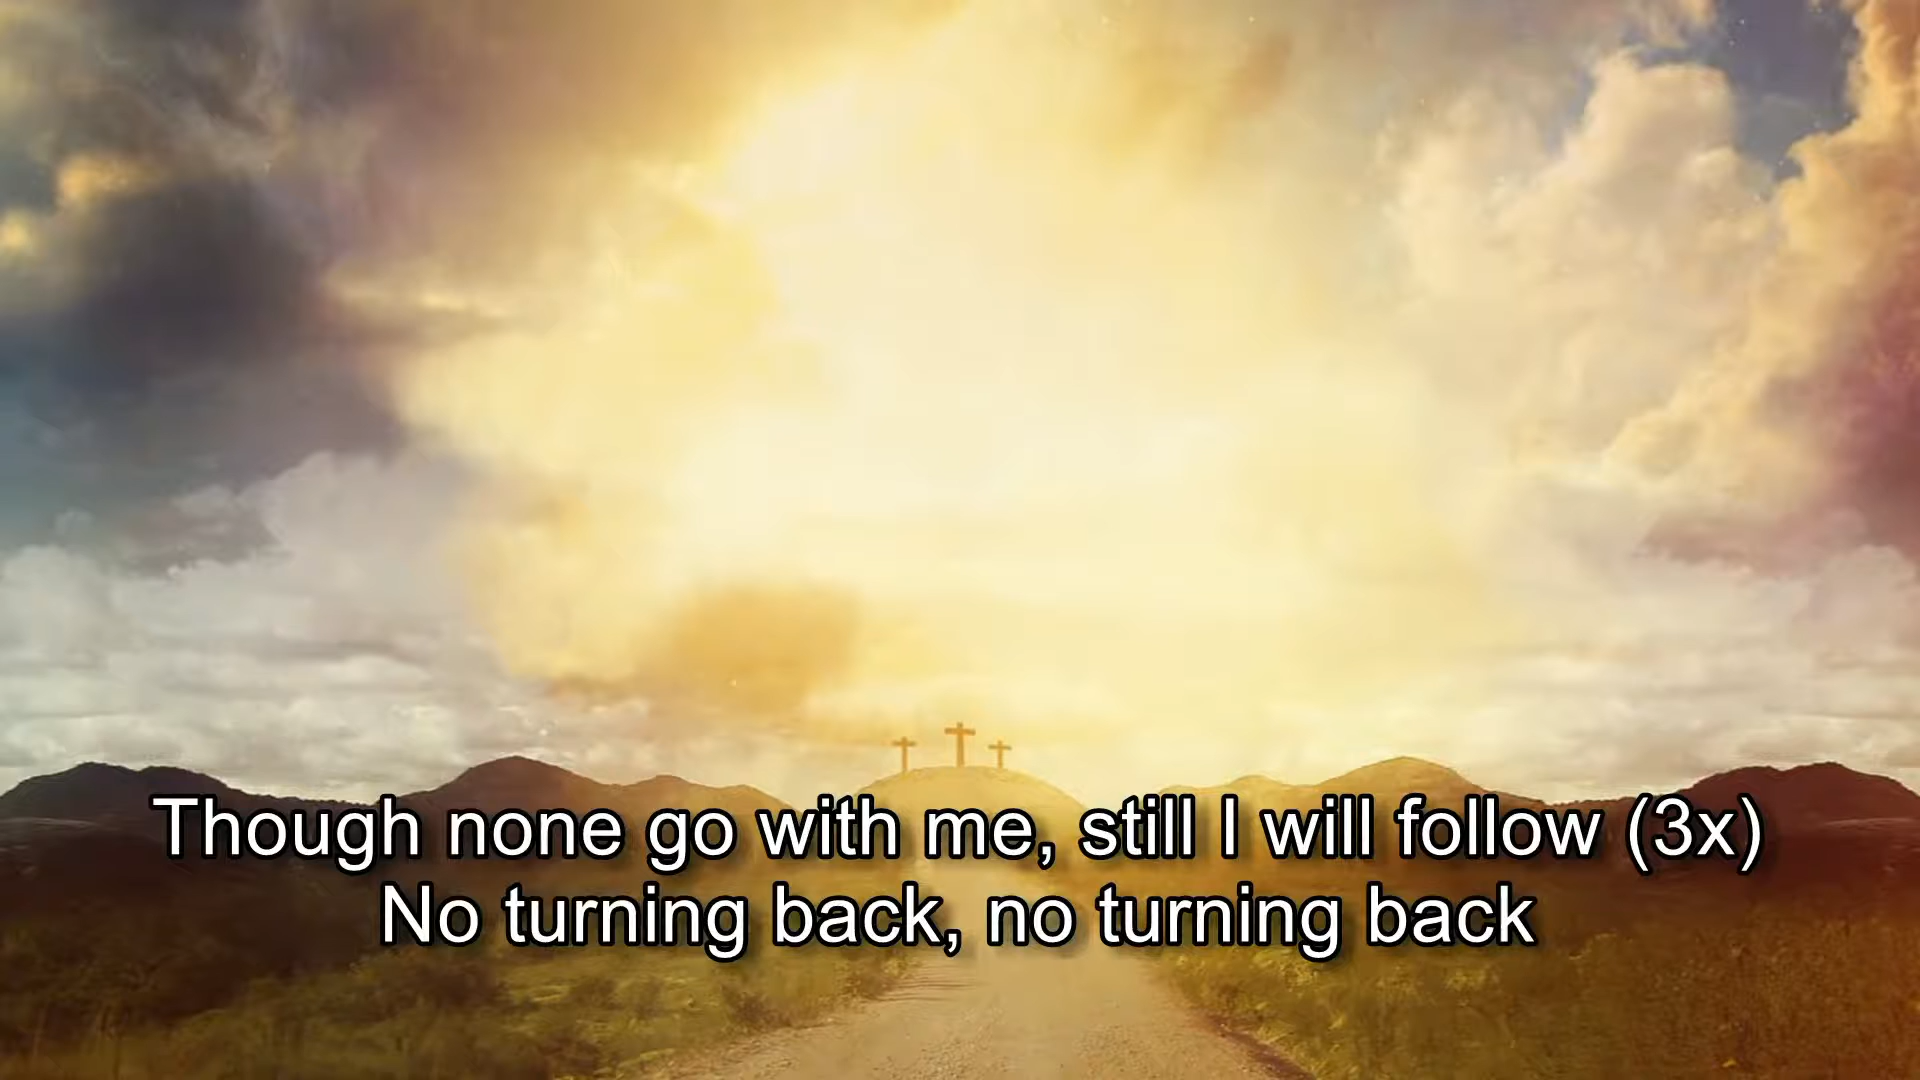 Though none go with me, still I will follow (3x)
No turning back, no turning back